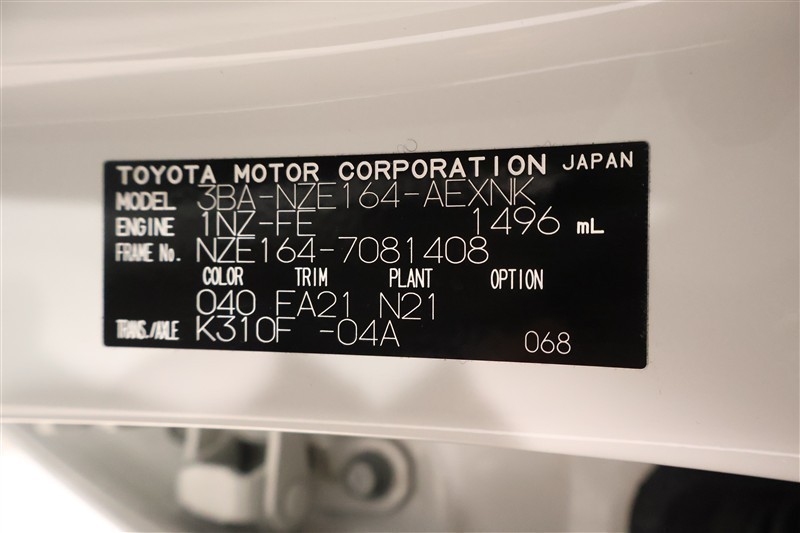 TOYOTA MOTOR CORPORATION JAPAN
MODEL 3BA-NZE164-AEXNK
ENGINE 1NZ-FE 1496 mL
FRAME No. NZE164-7081408
COLOR TRIM PLANT OPTION
040 EA21 N21
TRANS./AXLE K310F -04A 068